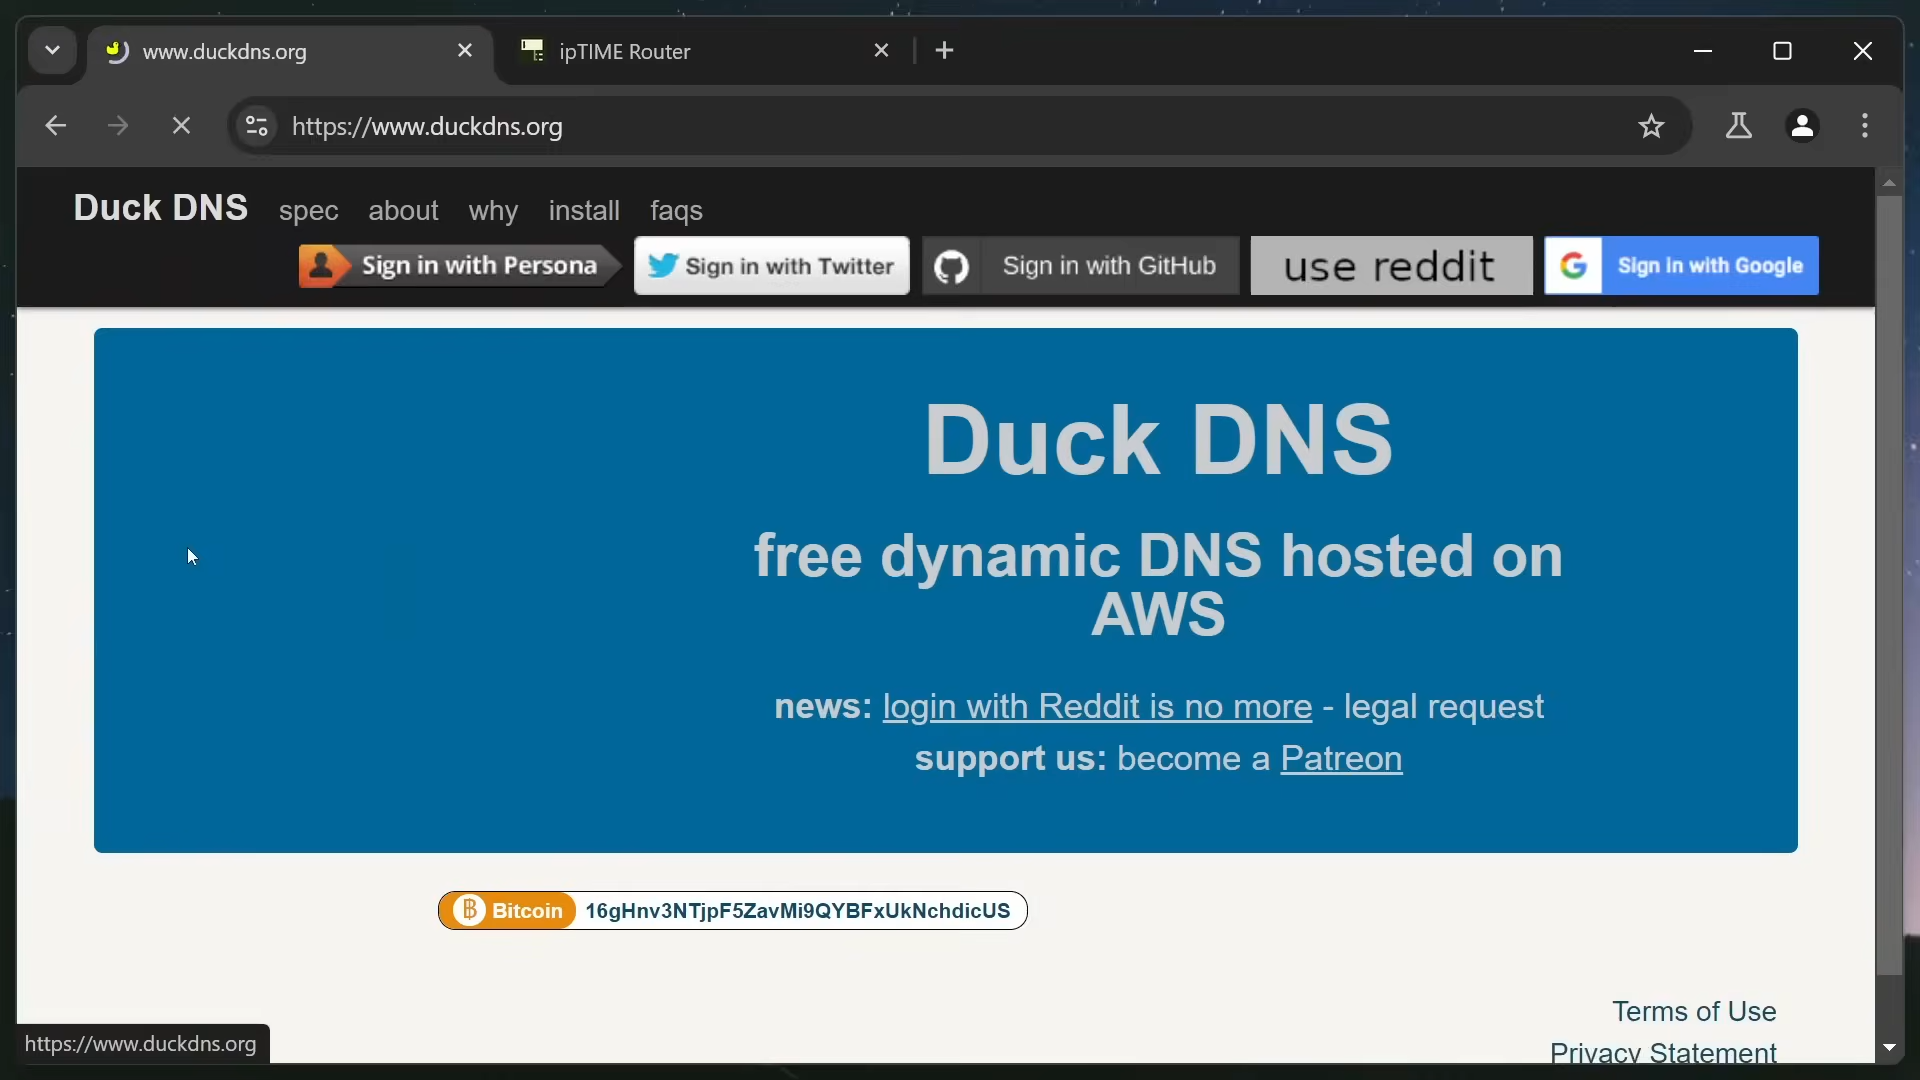 www.duckdns.org
ipTIME Router
https://www.duckdns.org
Duck DNS spec about why install faqs
Sign in with Persona
Sign in with Twitter
Sign in with GitHub
use reddit
Sign in with Google
Duck DNS
free dynamic DNS hosted on
AWS
news: login with Reddit is no more - legal request
support us: become a Patreon
Bitcoin 16gHnv3NTjpF5ZavMi9QYBFxUkNchdicUS
Terms of Use
Privacy Statement
https://www.duckdns.org